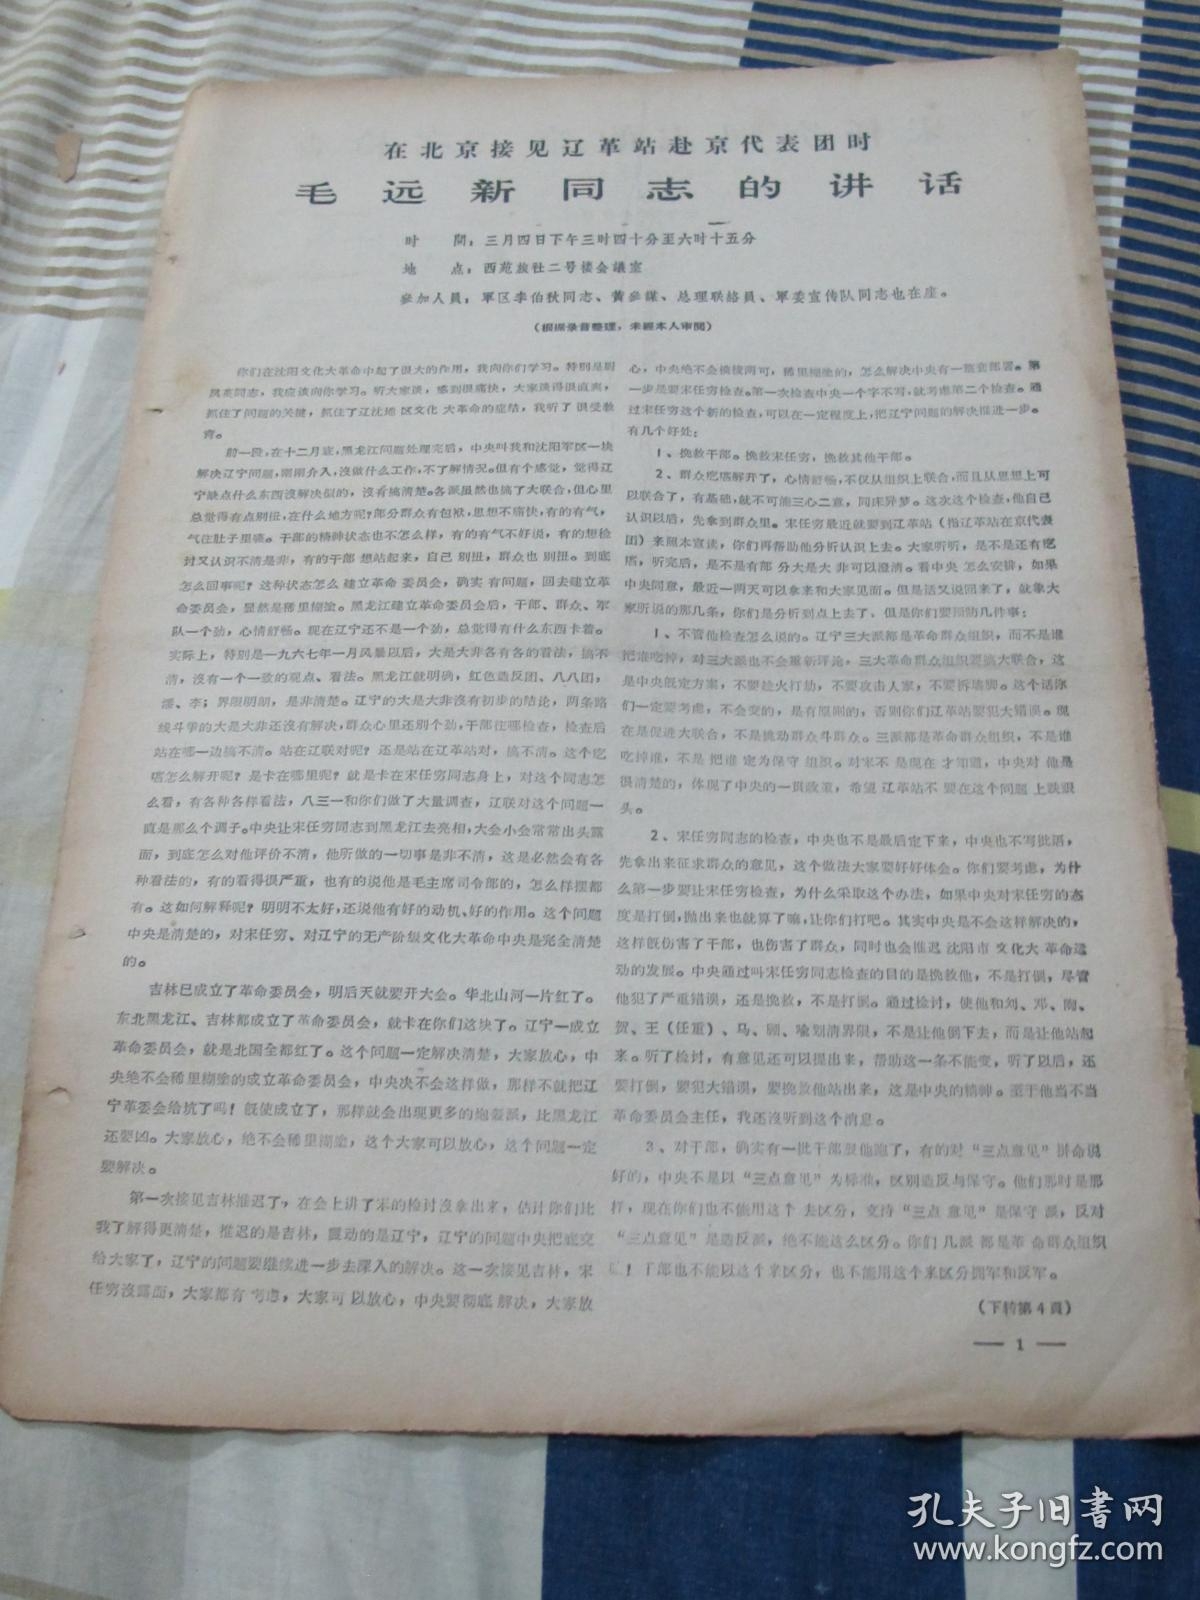 在北京接见辽革站赴京代表团时
毛远新同志的讲话
时　間：三月四日下午三时四十分至六时十五分
地　点：西苑旅社二号楼会議室
参加人員：軍区李伯秋同志、黄参謀、总理联絡員、軍委宣传队同志也在座。
（根据录音整理，未經本人审閱）
你们在沈阳文化大革命中起了很大的作用，我向你们学习。特別是尉
凤英同志，我应該向你学习。听大家谈，感到很痛快，大家談得很直爽，
抓住了問題的关键，抓住了辽沈地区文化大革命的症結，我听了很受教
育。
前一段，在十二月底，黑龙江問題处理完后，中央叫我和沈阳军区一块
解决辽宁問題，刚刚介入，沒做什么工作，不了解情况。但有个感觉，觉得辽
宁缺点什么东西沒解决似的，沒看搞清楚。各派虽然也搞了大联合，但心里
总觉得有点别扭，在什么地方呢？部分群众有包袱，思想不痛快，有的有气，
气往肚子里咽。干部的精神状态也不怎么样，有的有气不好說，有的想检
讨又认识不清是非，有的干部想站起来，自己别扭，群众也别扭。到底
怎么回事呢？这种状态怎么建立革命委员会，确实有問題，回去建立革
命委员会，显然是稀里糊塗。黑龙江建立革命委员会后，干部、群众、军
队一个劲，心情舒畅。现在辽宁还不是一个劲，总觉得有什么东西卡着。
实际上，特别是一九六七年一月风暴以后，大是大非各有各的看法，搞不
清，沒有一个一致的观点、看法。黑龙江就明确，红色造反团、八八团，
潘、李；界限明朗，是非清楚。辽宁的大是大非沒有初步的结论，两条路
线斗爭的大是大非还沒有解决，群众心里还别个劲，干部往哪检查，检查后
站在哪一边搞不清。站在辽联对呢？还是站在辽革站对，搞不清。这个疙
瘩怎么解开呢？是卡在哪里呢？就是卡在宋任穷同志身上，对这个同志怎
么看，有各种各样看法，八三一和你们做了大量調查，辽联对这个問題一
直是那么个调子。中央让宋任穷同志到黑龙江去亮相，大会小会常常出头露
面，到底怎么对他评价不清，他所做的一切事是非不清，这是必然会有各
种看法的，有的看得很严重，也有的说他是毛主席司令部的，怎么样摆都
有。这如何解释呢？明明不太好，还说他有好的动机、好的作用。这个問題
中央是清楚的，对宋任穷、对辽宁的无产阶级文化大革命中央是完全清楚
的。
吉林已成立了革命委员会，明后天就要开大会。华北山河一片红了。
东北黑龙江、吉林都成立了革命委员会，就卡在你们这块了。辽宁一成立
革命委员会，就是北国全都红了。这个問題一定解决清楚，大家放心，中
央绝不会稀里糊塗的成立革命委员会，中央决不会这样做，那样不就把辽
宁革委会给坑了吗！既使成立了，那样就会出现更多的炮轰派，比黑龙江
还要凶。大家放心，绝不会稀里糊塗，这个大家可以放心，这个問題一定
要解决。
第一次接见吉林推迟了，在会上讲了宋的检讨沒拿出来，估计你们比
我了解得更清楚，推迟的是吉林，震动的是辽宁，辽宁的問題中央把底交
给大家了，辽宁的問題要继续进一步去深入的解决。这一次接见吉林，宋
任穷沒露面，大家都有考虑，大家可以放心，中央要彻底解决，大家放
心，中央绝不会模棱两可，稀里糊塗的，怎么解决中央有一盘套部署。第
一步是要宋任穷检查。第一次检查中央一个字不写，就考虑第二个检查。通
过宋任穷这个新的检查，可以在一定程度上，把辽宁問題的解决推进一步。
有几个好处：
1、挽救干部。挽救宋任穷，挽救其他干部。
2、群众疙瘩解开了，心情舒畅，不仅从组织上联合，而且从思想上可
以联合了，有基础，就不可能三心二意，同床异梦。这次这个检查，他自己
认识以后，先拿到群众里。宋任穷最近就要到辽革站（指辽革站在京代表
团）来照本宣读，你们再帮助他分析认识上去。大家听听，是不是还有疙
瘩，听完后，是不是有部分大是大非可以澄清。看中央怎么安排，如果
中央同意，最近一两天可以拿来和大家见面。但是话又说回来了，就象大
家所说的那几条，你们是分析到点上去了，但是你们要预防几件事：
1、不管他检查怎么说的。辽宁三大派都是革命群众组织，而不是谁
把谁吃掉，对三大派也不会重新评论，三大革命群众组织要搞大联合，这
是中央既定方案，不要趁火打劫，不要攻击人家，不要拆墙脚。这个话你
们一定要考虑，不会变的，是有原則的，否則你们辽革站要犯大错误。现
在是促进大联合，不是挑动群众斗群众。三派都是革命群众组织，不是谁
吃掉谁，不是把谁定为保守组织。对宋不是现在才知道，中央对他是
很清楚的，体现了中央的一貫政策，希望辽革站不要在这个問題上跌跟
头。
2、宋任穷同志的检查，中央也不是最后定下来，中央也不写批语，
先拿出来征求群众的意见，这个做法大家要好好体会。你们要考虑，为什
么第一步要让宋任穷检查，为什么采取这个办法，如果中央对宋任穷的态
度是打倒，抛出来也就算了嘛，让你们打吧。其实中央是不会这样解决的，
这样既伤害了干部，也伤害了群众，同时也会推迟沈阳市文化大革命运
动的发展。中央通过叫宋任穷同志检查的目的是挽救他，不是打倒，尽管
他犯了严重错误，还是挽救，不是打倒。通过检讨，使他和刘、邓、陶、
贺、王（任重）、马、顾、喻划清界限，不是让他倒下去，而是让他站起
来。听了检讨，有意见还可以提出来，帮助这一条不能变，听了以后，还
要打倒，要犯大错误，要挽救他站出来，这是中央的精神。至于他当不当
革命委员会主任，我还沒听到这个消息。
3、对干部，确实有一批干部跟他跑了，有的对“三点意见”拼命说
好的，中央不是以“三点意见”为标准，区别造反与保守。他们那时是那
样，现在你们也不能用这个去区分，支持“三点意见”是保守派，反对
“三点意见”是造反派，绝不能这么区分。你们几派都是革命群众组织
！干部也不能以这个来区分，也不能用这个来区分拥军和反军。
（下转第４頁）
— 1 —
孔夫子旧书网
www.kongfz.com